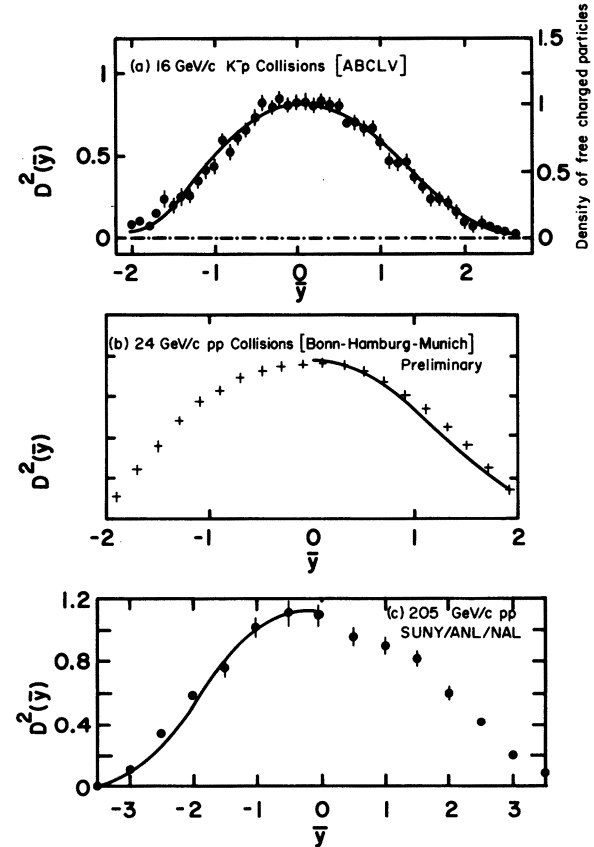 (a) 16 GeV/c K⁻p Collisions [ABCLV]
1.5
1
0.5
0
1
0.5
0
D²(ȳ)
Density of free charged particles
-2 -1 0 1 2
ȳ
(b) 24 GeV/c pp Collisions [Bonn-Hamburg-Munich]
Preliminary
D²(ȳ)
-2 -1 0 1 2
ȳ
(c) 205 GeV/c pp
SUNY/ANL/NAL
1.2
0.8
0.4
0
D²(ȳ)
-3 -2 -1 0 1 2 3
ȳ